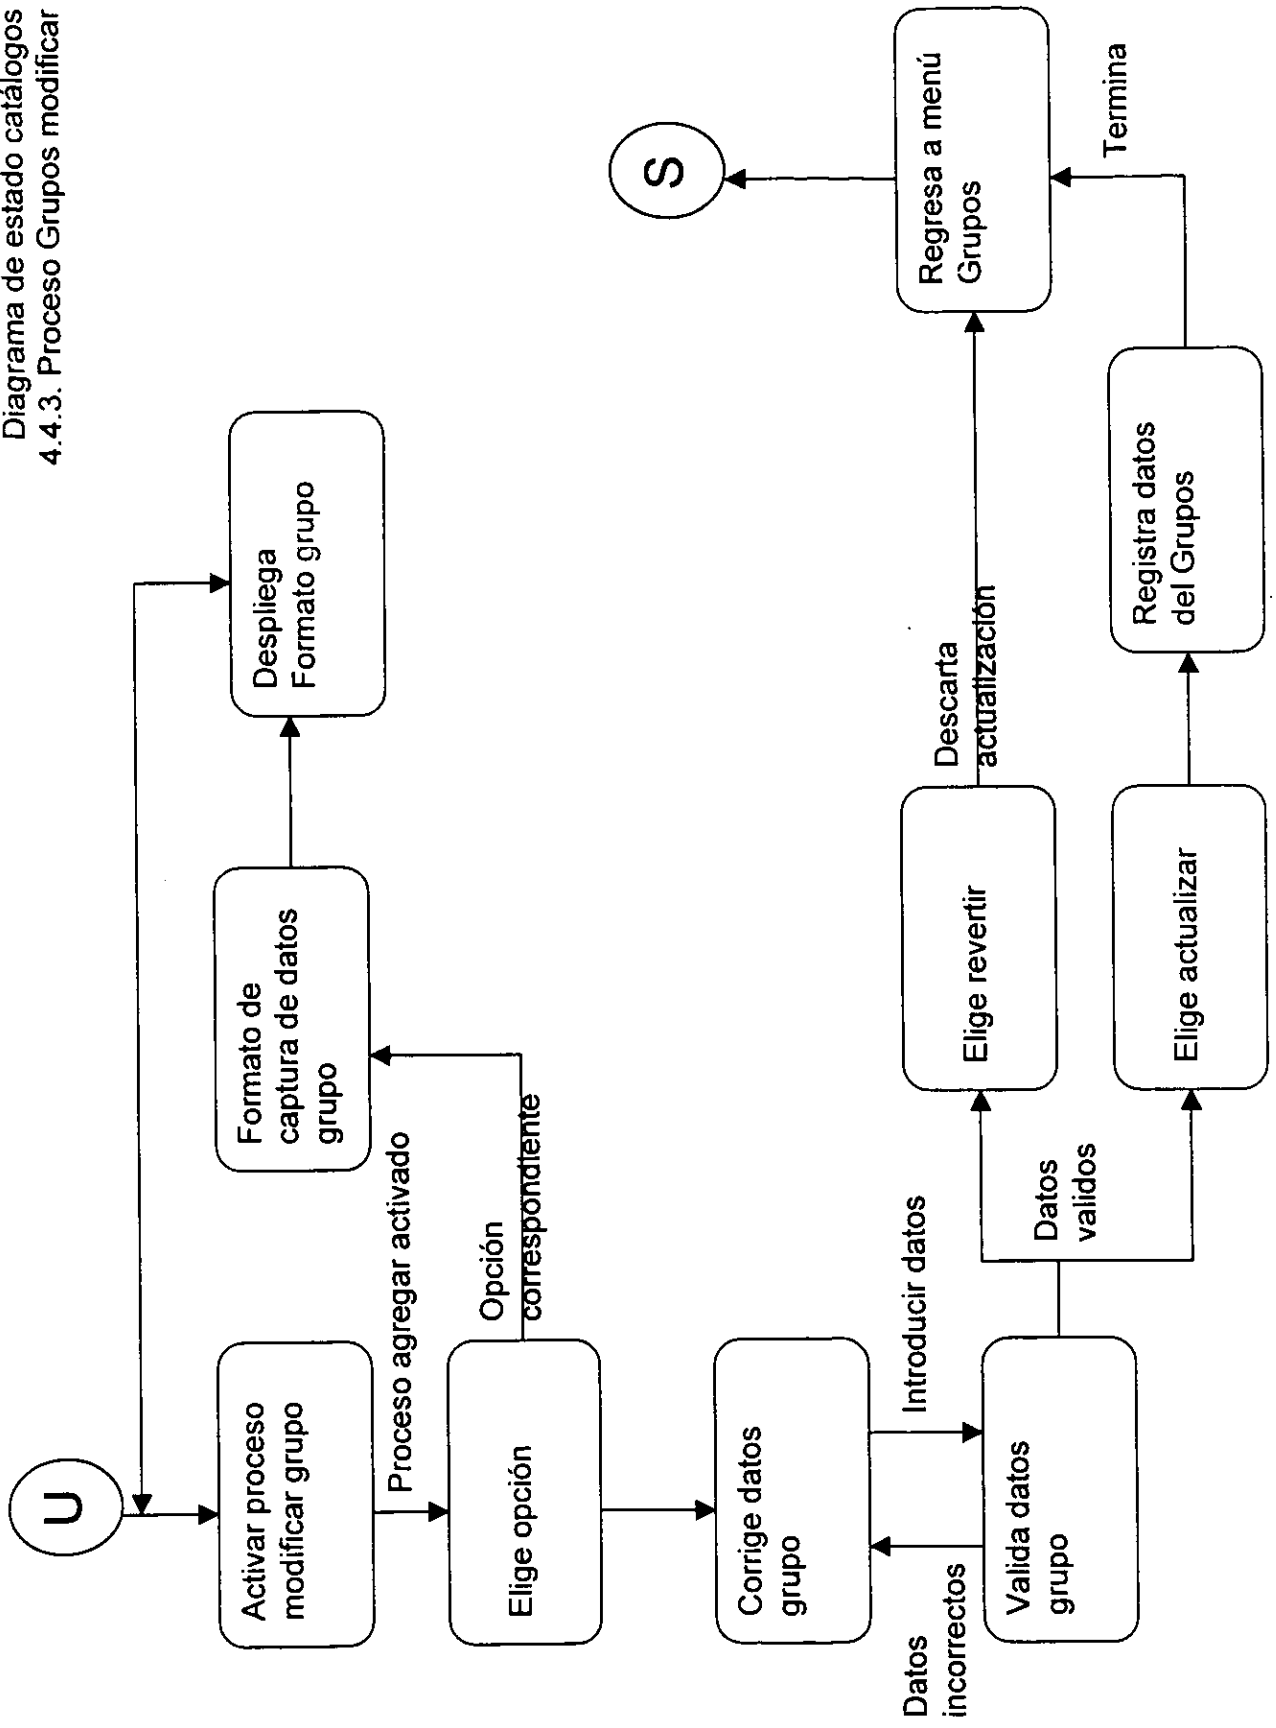 Diagrama de estado catálogos
4.4.3. Proceso Grupos modificar
U
Activar proceso
modificar grupo
Proceso agregar activado
Elige opción
Opción
correspondiente
Formato de
captura de datos
grupo
Despliega
Formato grupo
Corrige datos
grupo
Introducir datos
Datos
incorrectos
Valida datos
grupo
Datos
validos
Elige revertir
Descarta
actualización
Elige actualizar
Registra datos
del Grupos
Termina
Regresa a menú
Grupos
S